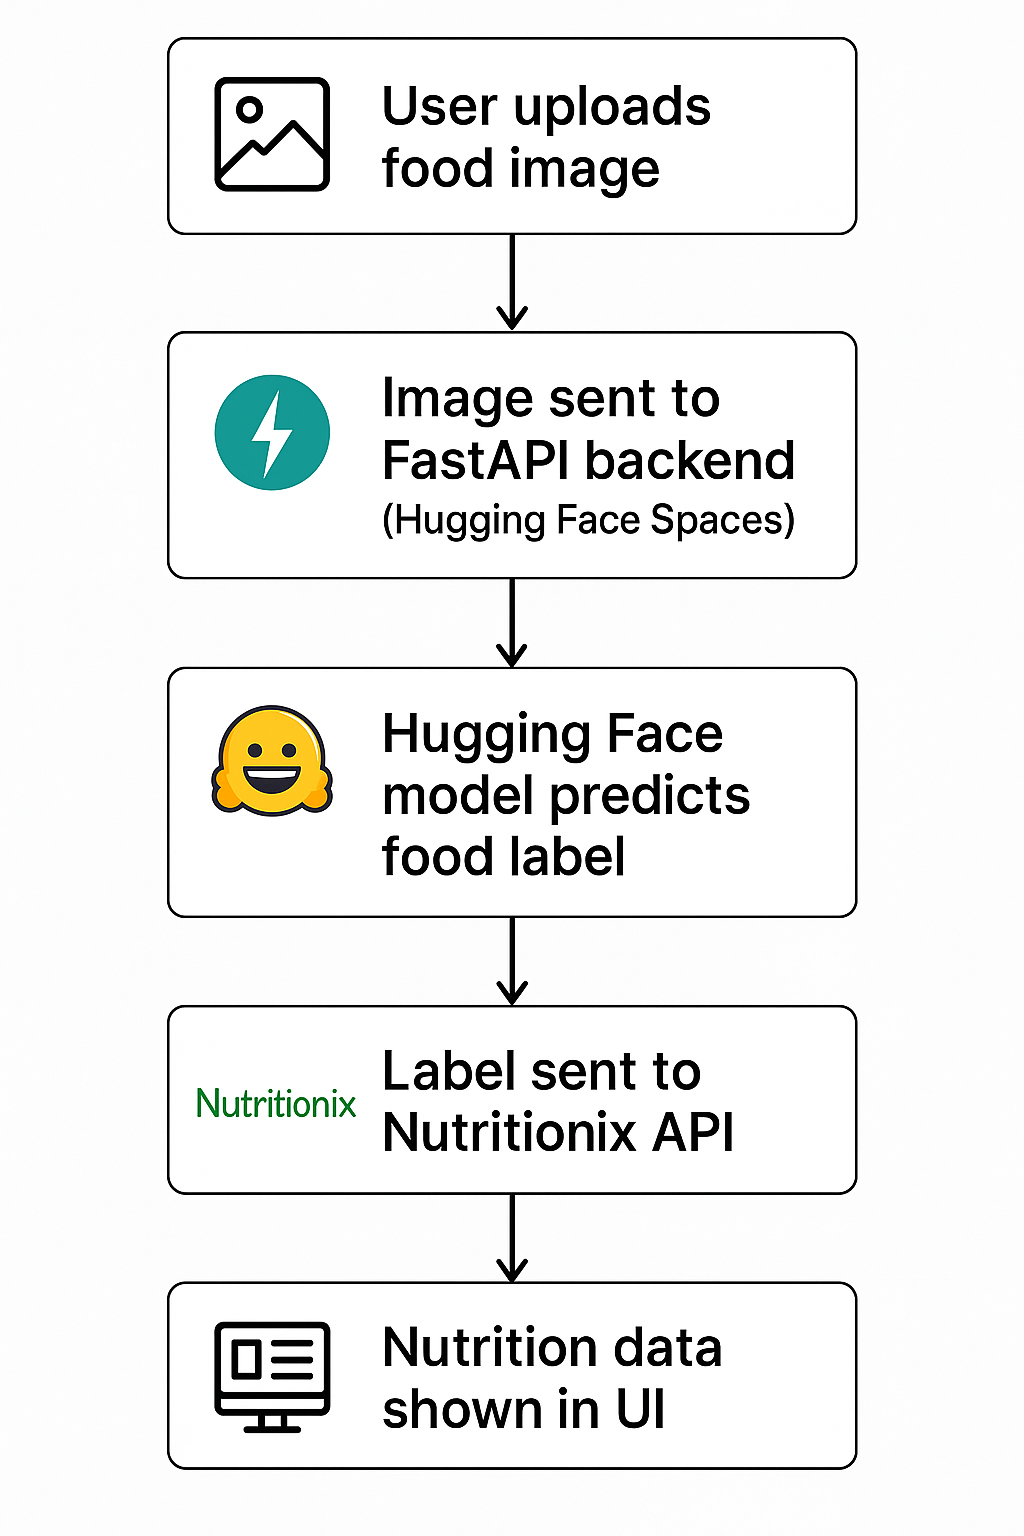 User uploads
food image
Image sent to
FastAPI backend
(Hugging Face Spaces)
Hugging Face
model predicts
food label
Nutritionix
Label sent to
Nutritionix API
Nutrition data
shown in UI